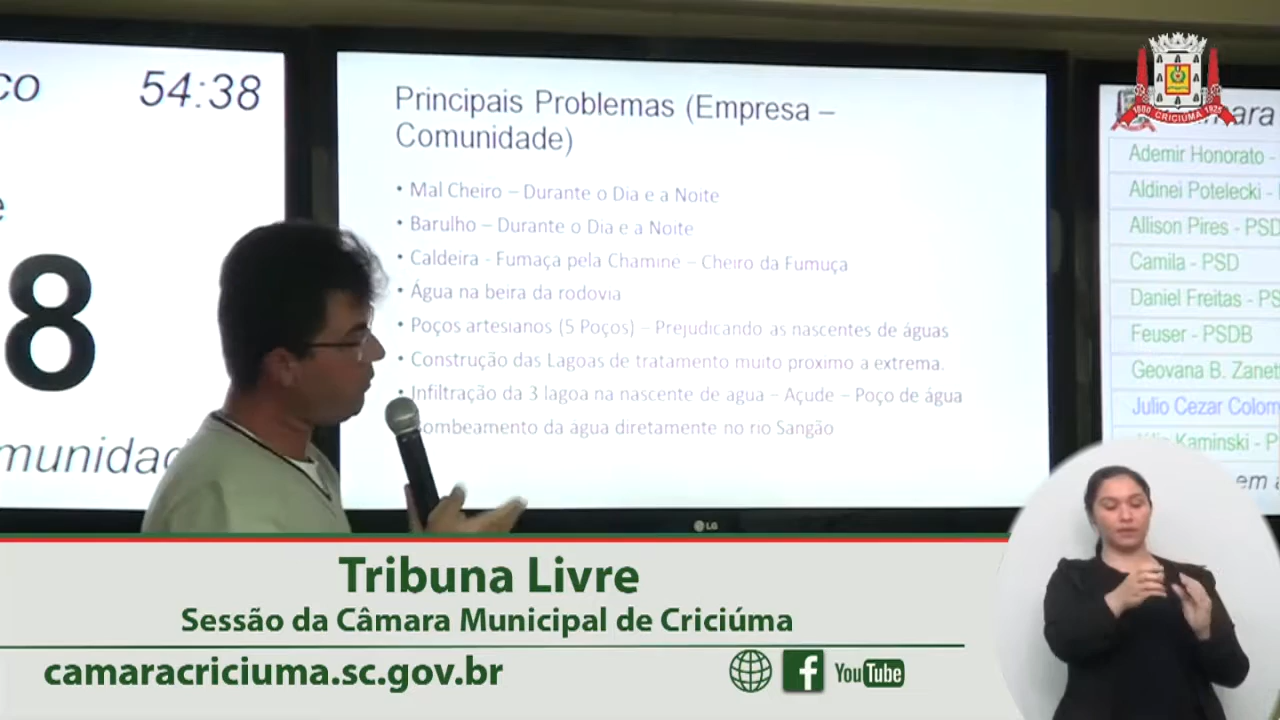 co
54:38
e
8
munidad
Principais Problemas (Empresa –
Comunidade)
• Mal Cheiro – Durante o Dia e a Noite
• Barulho – Durante o Dia e a Noite
• Caldeira - Fumaça pela Chamine – Cheiro da Fumuça
• Água na beira da rodovia
• Poços artesianos (5 Poços) – Prejudicando as nascentes de águas
• Construção das Lagoas de tratamento muito proximo a extrema.
• Infiltração da 3 lagoa na nascente de agua – Açude – Poço de água
ombeamento da água diretamente no rio Sangão
LG
1880 CRICIÚMA 1925
mara
Ademir Honorato -
Aldinei Potelecki -
Allison Pires - PSD
Camila - PSD
Daniel Freitas - PS
Feuser - PSDB
Geovana B. Zanett
Julio Cezar Colom
Kaminski - P
em a
Tribuna Livre
Sessão da Câmara Municipal de Criciúma
camaracriciuma.sc.gov.br
f
YouTube